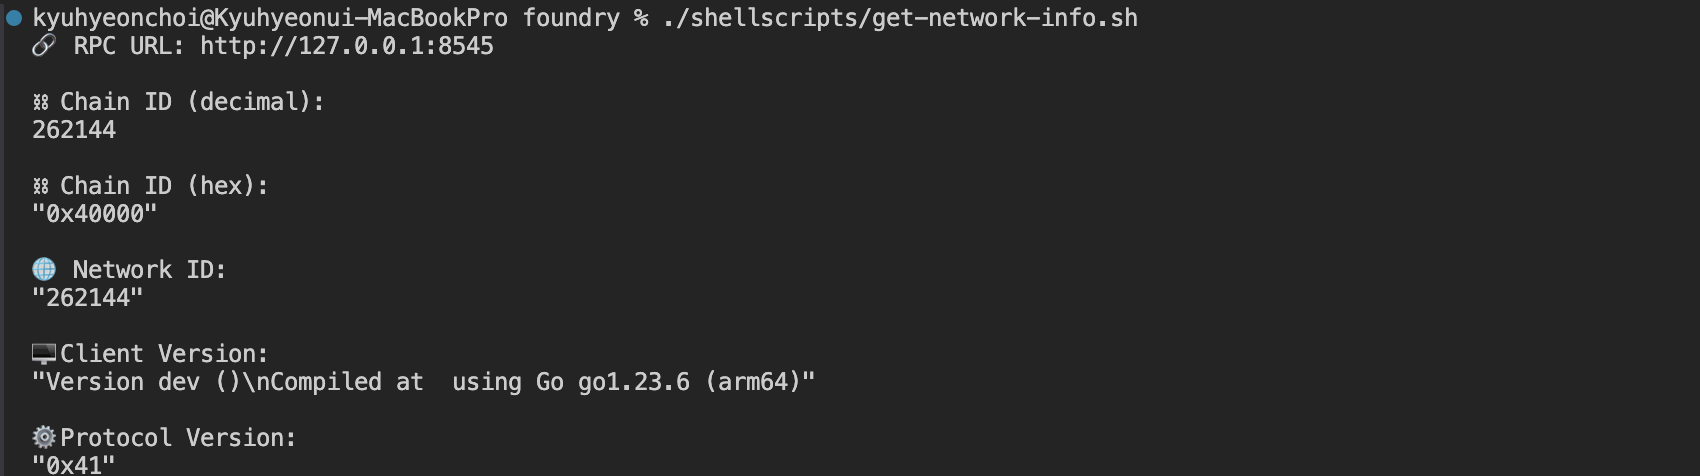 kyuhyeonchoi@Kyuhyeonui-MacBookPro foundry % ./shellscripts/get-network-info.sh
🔗 RPC URL: http://127.0.0.1:8545
⛓ Chain ID (decimal):
262144
⛓ Chain ID (hex):
"0x40000"
🌐 Network ID:
"262144"
🖥️Client Version:
"Version dev ()\nCompiled at  using Go go1.23.6 (arm64)"
⚙️Protocol Version:
"0x41"